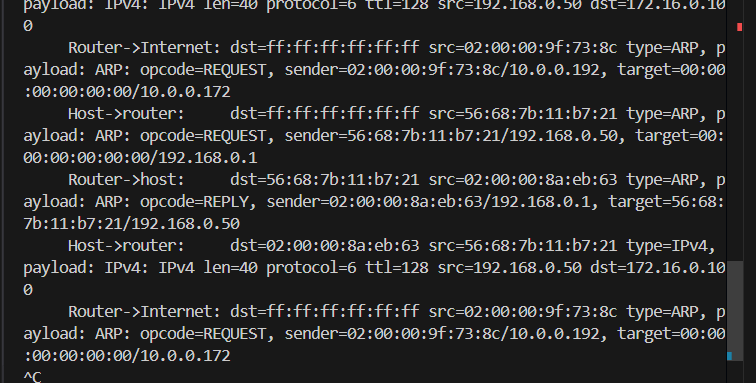 payload: IPv4: IPv4 len=40 protocol=6 ttl=128 src=192.168.0.50 dst=172.16.0.10
0
Router->Internet: dst=ff:ff:ff:ff:ff:ff src=02:00:00:9f:73:8c type=ARP, p
ayload: ARP: opcode=REQUEST, sender=02:00:00:9f:73:8c/10.0.0.192, target=00:00
:00:00:00:00/10.0.0.172
Host->router:     dst=ff:ff:ff:ff:ff:ff src=56:68:7b:11:b7:21 type=ARP, p
ayload: ARP: opcode=REQUEST, sender=56:68:7b:11:b7:21/192.168.0.50, target=00:
00:00:00:00:00/192.168.0.1
Router->host:     dst=56:68:7b:11:b7:21 src=02:00:00:8a:eb:63 type=ARP, p
ayload: ARP: opcode=REPLY, sender=02:00:00:8a:eb:63/192.168.0.1, target=56:68:
7b:11:b7:21/192.168.0.50
Host->router:     dst=02:00:00:8a:eb:63 src=56:68:7b:11:b7:21 type=IPv4,
payload: IPv4: IPv4 len=40 protocol=6 ttl=128 src=192.168.0.50 dst=172.16.0.10
0
Router->Internet: dst=ff:ff:ff:ff:ff:ff src=02:00:00:9f:73:8c type=ARP, p
ayload: ARP: opcode=REQUEST, sender=02:00:00:9f:73:8c/10.0.0.192, target=00:00
:00:00:00:00/10.0.0.172
^C